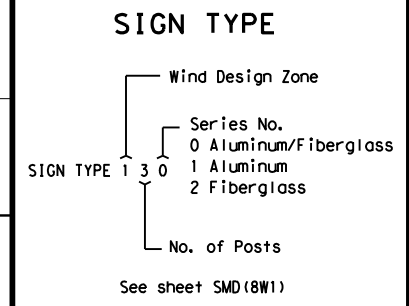 SIGN TYPE
Wind Design Zone
Series No.
0 Aluminum/Fiberglass
SIGN TYPE 1 3 0
1 Aluminum
2 Fiberglass
No. of Posts
See sheet SMD(8W1)